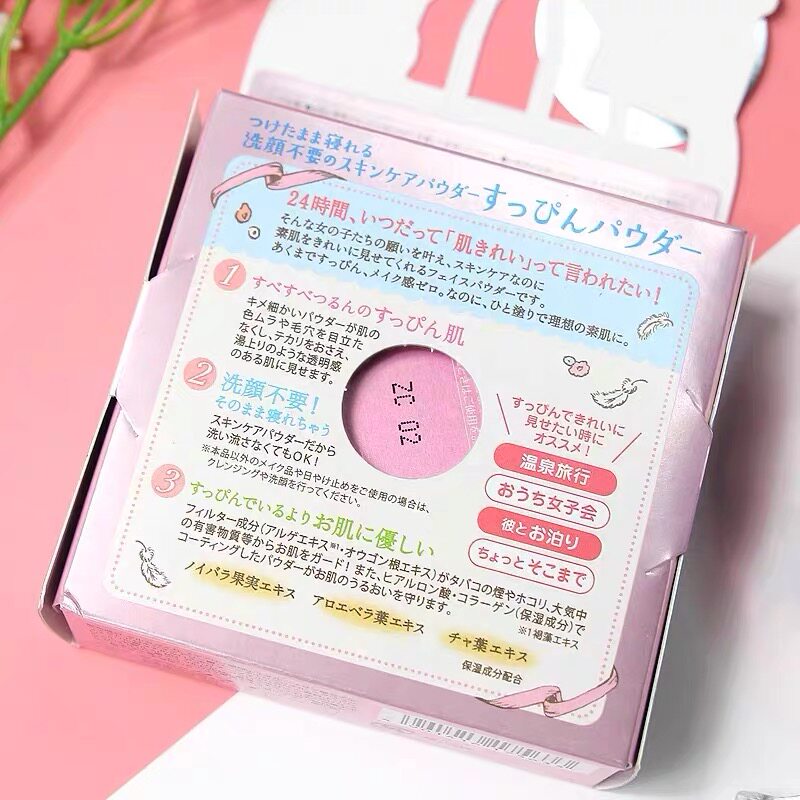 つけたまま寝れる
洗顔不要のスキンケアパウダー すっぴんパウダー
24時間、いつだって「肌きれい」って言われたい！
そんな女の子たちの願いを叶え、スキンケアなのに
素肌をきれいに見せてくれるフェイスパウダーです。
あくまですっぴん、メイク感ゼロ。なのに、ひと塗りで理想の素肌に。
1 すべすべつるんのすっぴん肌
キメ細かいパウダーが肌の
色ムラや毛穴を目立た
なくし、テカリをおさえ、
湯上りのような透明感
のある肌に見せます。
2 洗顔不要！
そのまま寝れちゃう
スキンケアパウダーだから
洗い流さなくてもOK！
※本品以外のメイク品や日やけ止めをご使用の場合は、
クレンジングや洗顔を行ってください。
2C 02
すっぴんできれいに
見せたい時に
オススメ！
温泉旅行
おうち女子会
彼とお泊り
ちょっとそこまで
3 すっぴんでいるよりお肌に優しい
フィルター成分（アルゲエキス※1・オウゴン根エキス）がタバコの煙やホコリ、大気中
の有害物質等からお肌をガード！また、ヒアルロン酸・コラーゲン（保湿成分）で
コーティングしたパウダーがお肌のうるおいを守ります。
※1 褐藻エキス
ノイバラ果実エキス
アロエベラ葉エキス
チャ葉エキス
保湿成分配合